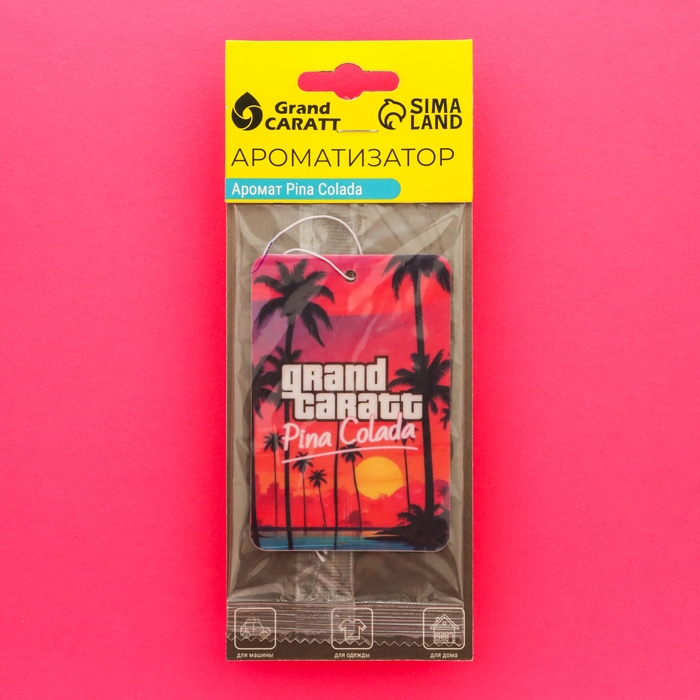 Grand
CARATT
SIMA
LAND
АРОМАТИЗАТОР
Аромат Pina Colada
grand
caratt
Pina Colada
для машины
для одежды
для дома